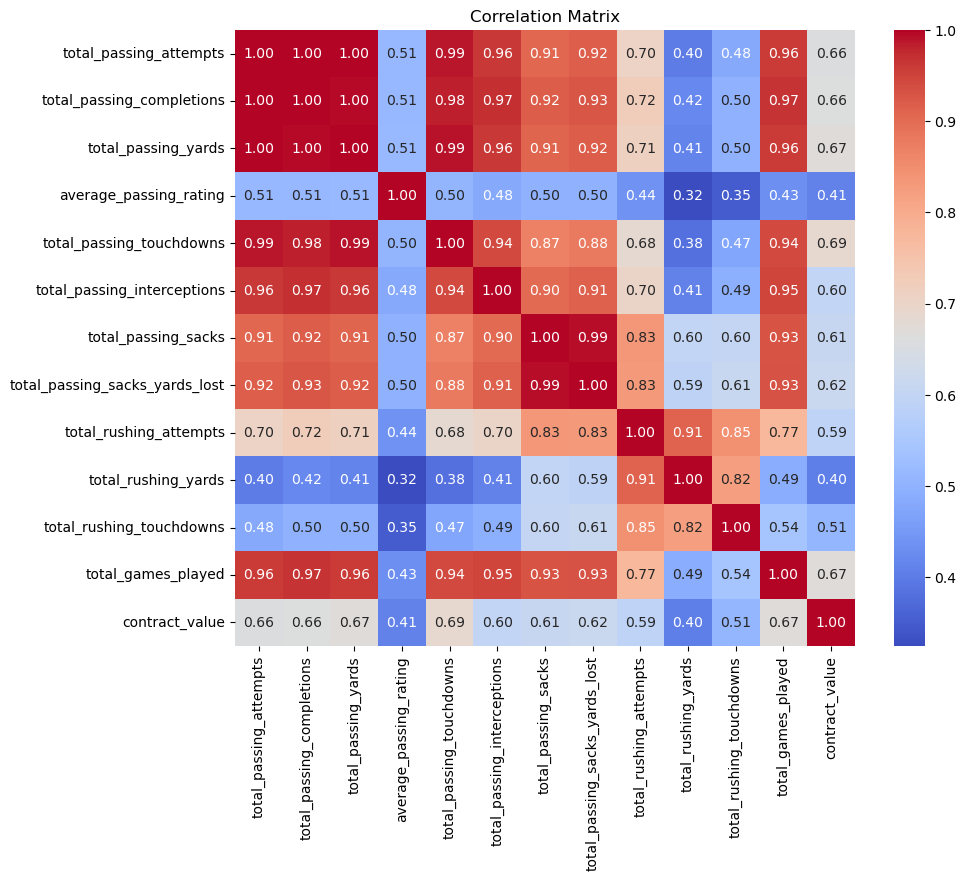 Correlation Matrix
total_passing_attempts 1.00 1.00 1.00 0.51 0.99 0.96 0.91 0.92 0.70 0.40 0.48 0.96 0.66
total_passing_completions 1.00 1.00 1.00 0.51 0.98 0.97 0.92 0.93 0.72 0.42 0.50 0.97 0.66
total_passing_yards 1.00 1.00 1.00 0.51 0.99 0.96 0.91 0.92 0.71 0.41 0.50 0.96 0.67
average_passing_rating 0.51 0.51 0.51 1.00 0.50 0.48 0.50 0.50 0.44 0.32 0.35 0.43 0.41
total_passing_touchdowns 0.99 0.98 0.99 0.50 1.00 0.94 0.87 0.88 0.68 0.38 0.47 0.94 0.69
total_passing_interceptions 0.96 0.97 0.96 0.48 0.94 1.00 0.90 0.91 0.70 0.41 0.49 0.95 0.60
total_passing_sacks 0.91 0.92 0.91 0.50 0.87 0.90 1.00 0.99 0.83 0.60 0.60 0.93 0.61
total_passing_sacks_yards_lost 0.92 0.93 0.92 0.50 0.88 0.91 0.99 1.00 0.83 0.59 0.61 0.93 0.62
total_rushing_attempts 0.70 0.72 0.71 0.44 0.68 0.70 0.83 0.83 1.00 0.91 0.85 0.77 0.59
total_rushing_yards 0.40 0.42 0.41 0.32 0.38 0.41 0.60 0.59 0.91 1.00 0.82 0.49 0.40
total_rushing_touchdowns 0.48 0.50 0.50 0.35 0.47 0.49 0.60 0.61 0.85 0.82 1.00 0.54 0.51
total_games_played 0.96 0.97 0.96 0.43 0.94 0.95 0.93 0.93 0.77 0.49 0.54 1.00 0.67
contract_value 0.66 0.66 0.67 0.41 0.69 0.60 0.61 0.62 0.59 0.40 0.51 0.67 1.00
total_passing_attempts
total_passing_completions
total_passing_yards
average_passing_rating
total_passing_touchdowns
total_passing_interceptions
total_passing_sacks
total_passing_sacks_yards_lost
total_rushing_attempts
total_rushing_yards
total_rushing_touchdowns
total_games_played
contract_value
1.0
0.9
0.8
0.7
0.6
0.5
0.4